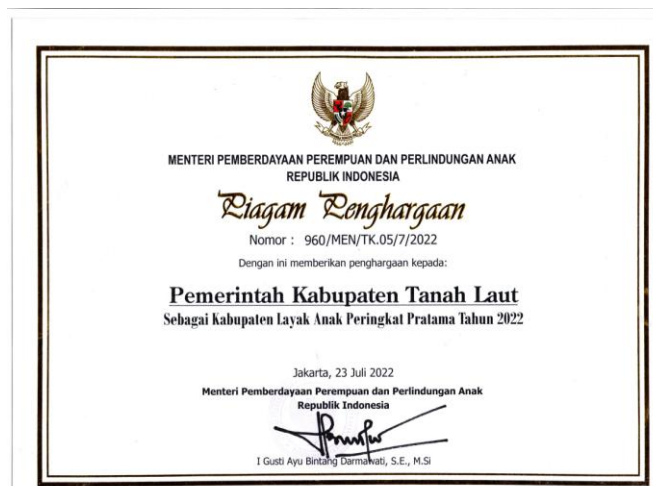 MENTERI PEMBERDAYAAN PEREMPUAN DAN PERLINDUNGAN ANAK
REPUBLIK INDONESIA
Piagam Penghargaan
Nomor : 960/MEN/TK.05/7/2022
Dengan ini memberikan penghargaan kepada:
Pemerintah Kabupaten Tanah Laut
Sebagai Kabupaten Layak Anak Peringkat Pratama Tahun 2022
Jakarta, 23 Juli 2022
Menteri Pemberdayaan Perempuan dan Perlindungan Anak
Republik Indonesia
I Gusti Ayu Bintang Darmawati, S.E., M.Si